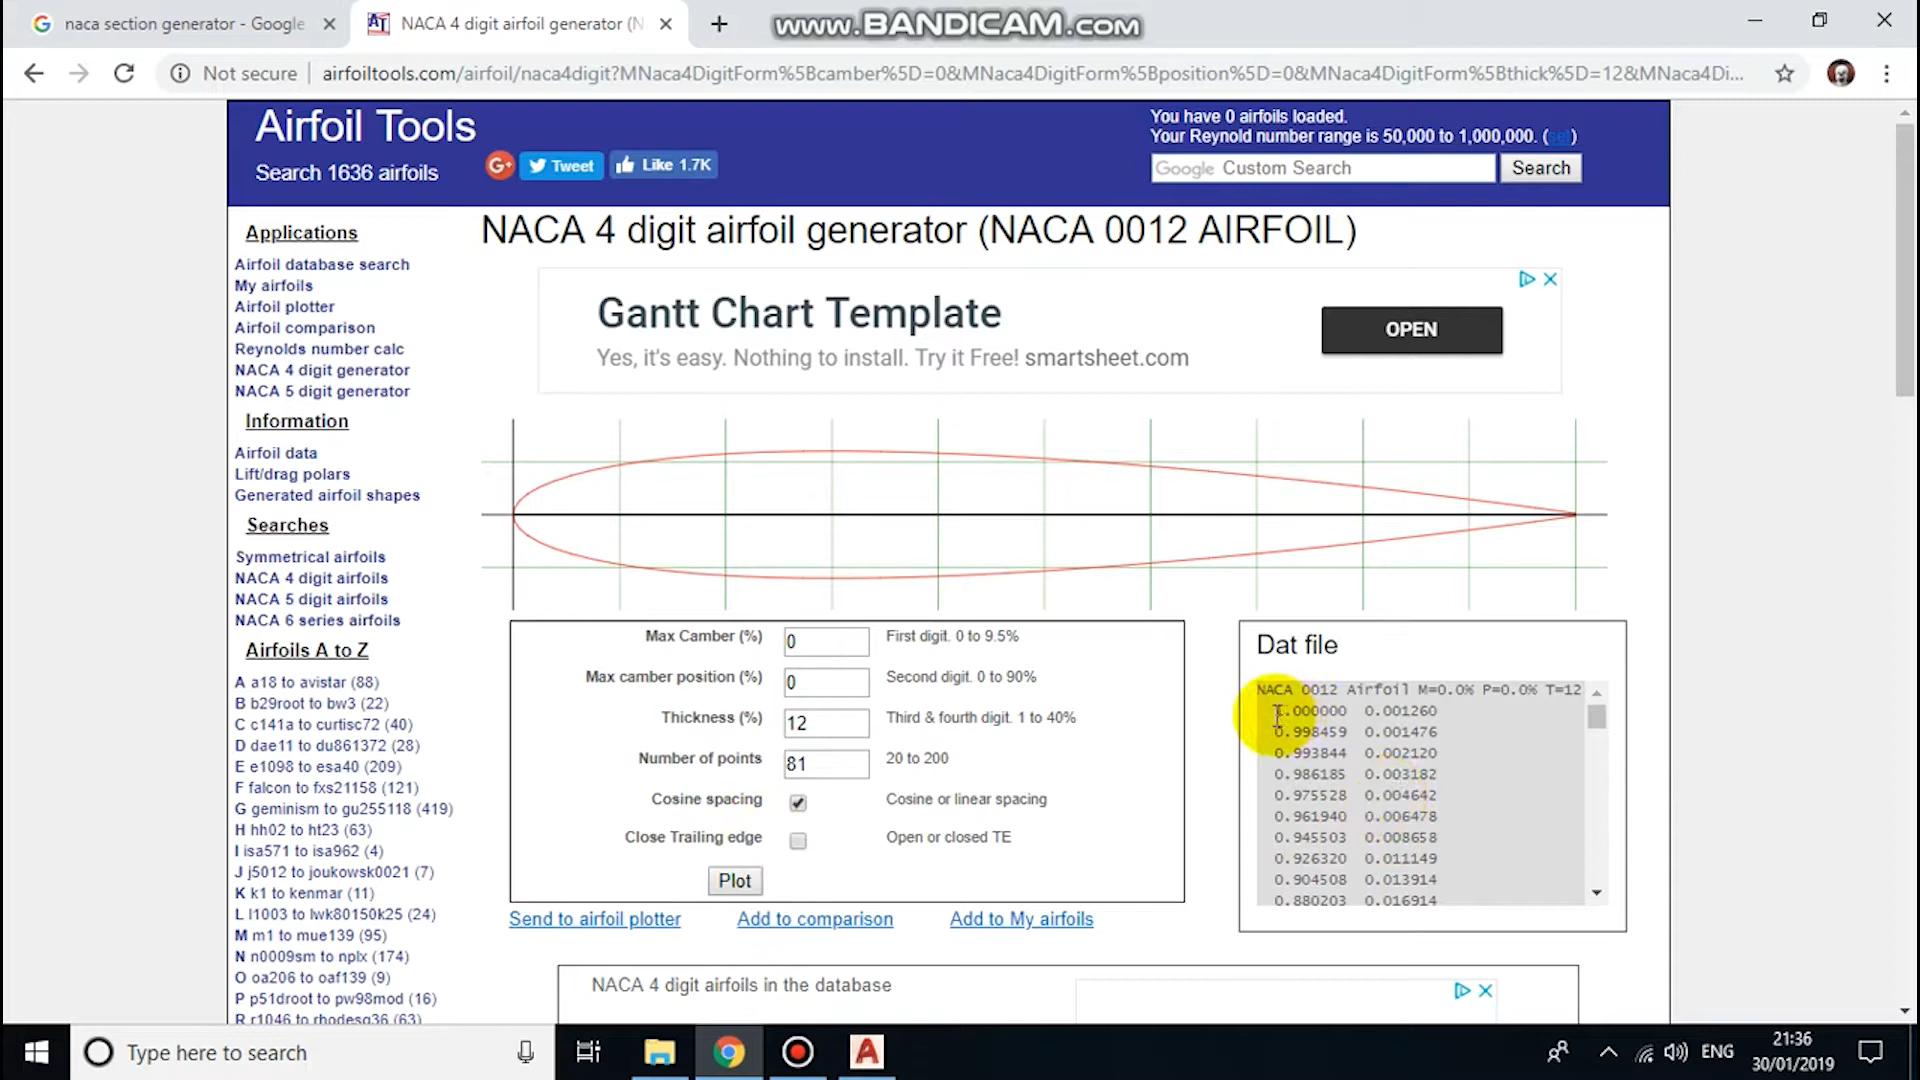 naca section generator - Google
NACA 4 digit airfoil generator (N
www.BANDICAM.com
Not secure
airfoiltools.com/airfoil/naca4digit?MNaca4DigitForm%5Bcamber%5D=0&MNaca4DigitForm%5Bposition%5D=0&MNaca4DigitForm%5Bthick%5D=12&MNaca4Di...
Airfoil Tools
Search 1636 airfoils
G+
Tweet
Like 1.7K
You have 0 airfoils loaded.
Your Reynold number range is 50,000 to 1,000,000. (set)
Google Custom Search
Search
Applications
Airfoil database search
My airfoils
Airfoil plotter
Airfoil comparison
Reynolds number calc
NACA 4 digit generator
NACA 5 digit generator
Information
Airfoil data
Lift/drag polars
Generated airfoil shapes
Searches
Symmetrical airfoils
NACA 4 digit airfoils
NACA 5 digit airfoils
NACA 6 series airfoils
Airfoils A to Z
A a18 to avistar (88)
B b29root to bw3 (22)
C c141a to curtisc72 (40)
D dae11 to du861372 (28)
E e1098 to esa40 (209)
F falcon to fxs21158 (121)
G geminism to gu255118 (419)
H hh02 to ht23 (63)
I isa571 to isa962 (4)
J j5012 to joukowsk0021 (7)
K k1 to kenmar (11)
L l1003 to lwk80150k25 (24)
M m1 to mue139 (95)
N n0009sm to nplx (174)
O oa206 to oaf139 (9)
P p51droot to pw98mod (16)
R r1046 to rhodesg36 (63)
NACA 4 digit airfoil generator (NACA 0012 AIRFOIL)
Gantt Chart Template
Yes, it's easy. Nothing to install. Try it Free! smartsheet.com
OPEN
Max Camber (%) 0 First digit. 0 to 9.5%
Max camber position (%) 0 Second digit. 0 to 90%
Thickness (%) 12 Third & fourth digit. 1 to 40%
Number of points 81 20 to 200
Cosine spacing Cosine or linear spacing
Close Trailing edge Open or closed TE
Plot
Send to airfoil plotter Add to comparison Add to My airfoils
Dat file
NACA 0012 Airfoil M=0.0% P=0.0% T=12
1.000000 0.001260
0.998459 0.001476
0.993844 0.002120
0.986185 0.003182
0.975528 0.004642
0.961940 0.006478
0.945503 0.008658
0.926320 0.011149
0.904508 0.013914
0.880203 0.016914
NACA 4 digit airfoils in the database
Type here to search
ENG
21:36
30/01/2019